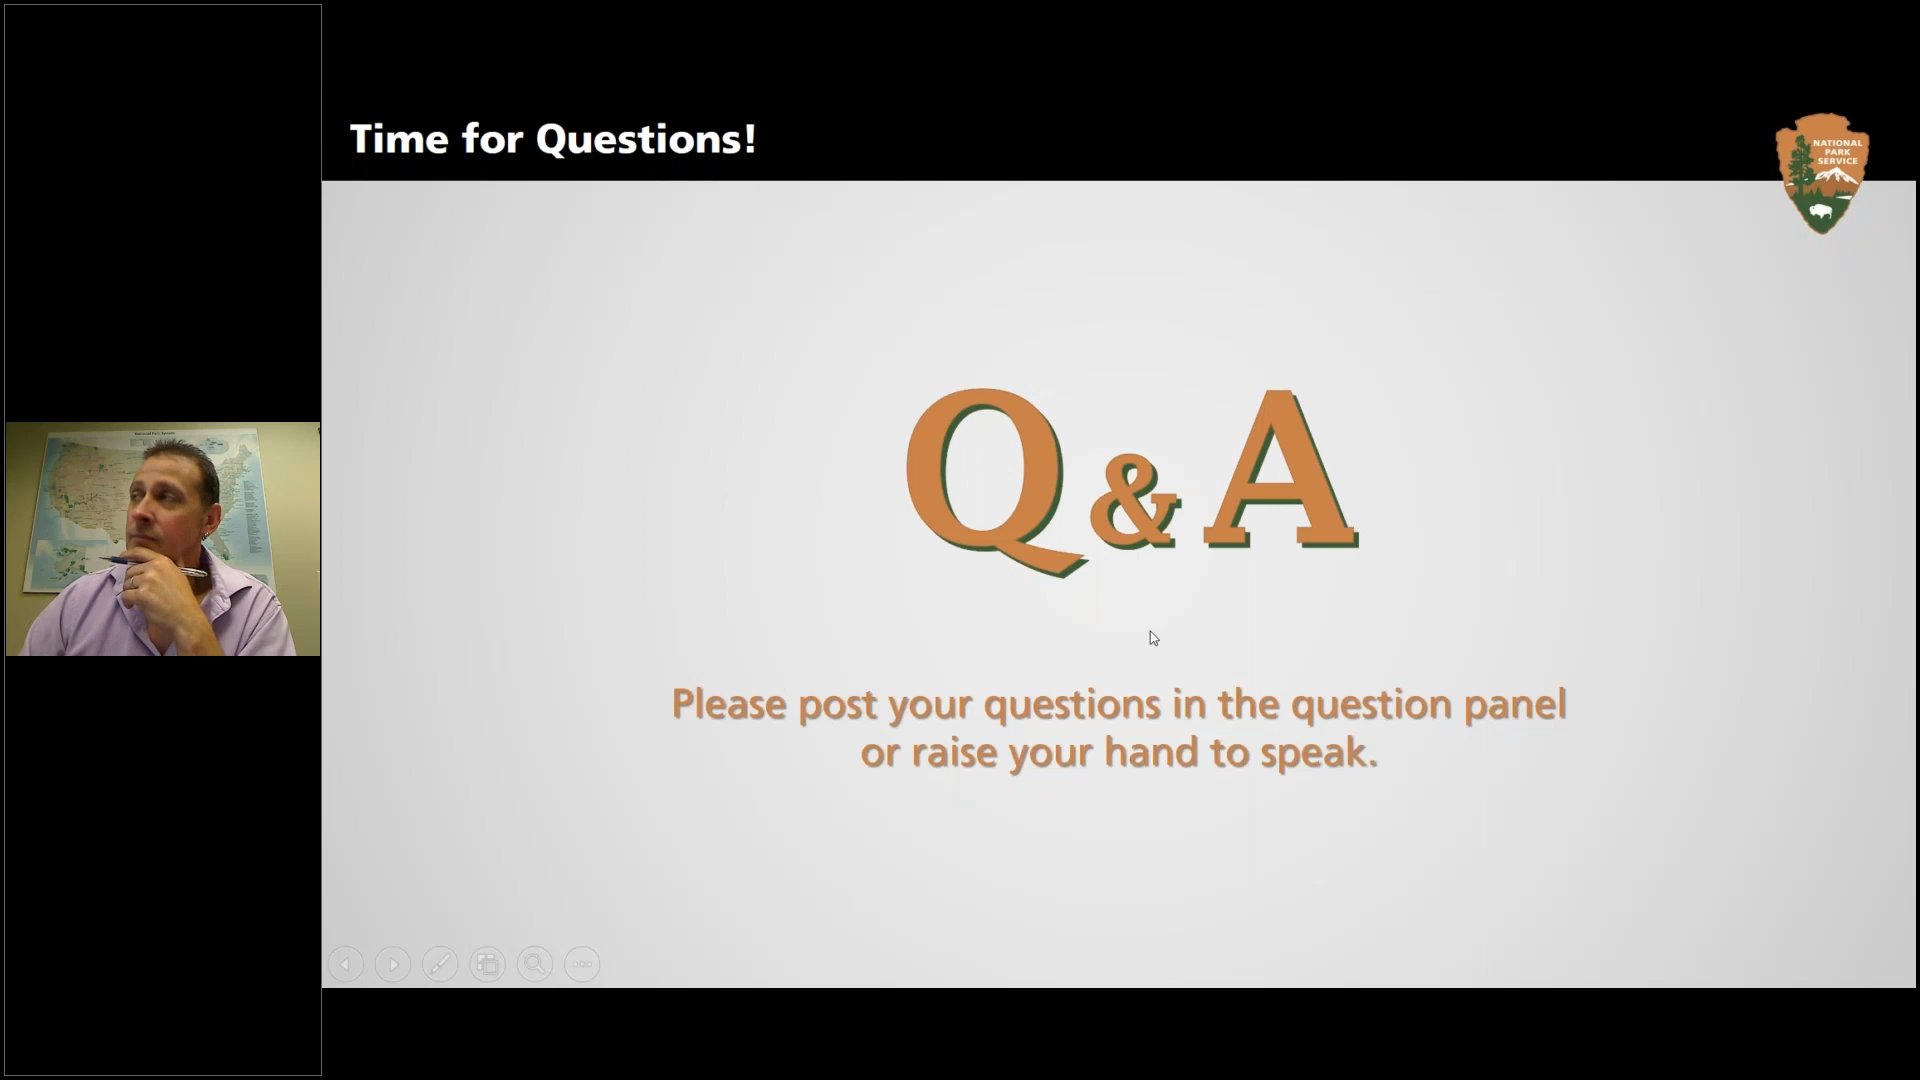 Time for Questions!
NATIONAL
PARK
SERVICE
Q & A
Please post your questions in the question panel
or raise your hand to speak.